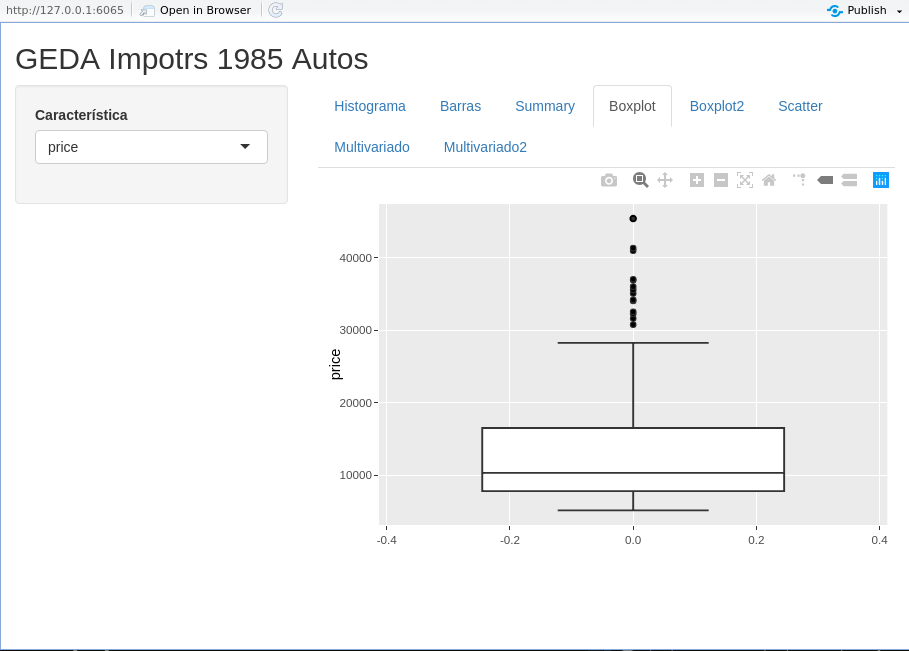 http://127.0.0.1:6065 Open in Browser Publish
GEDA Impotrs 1985 Autos
Característica
price
Histograma Barras Summary Boxplot Boxplot2 Scatter
Multivariado Multivariado2
40000
30000
20000
10000
price
-0.4 -0.2 0.0 0.2 0.4